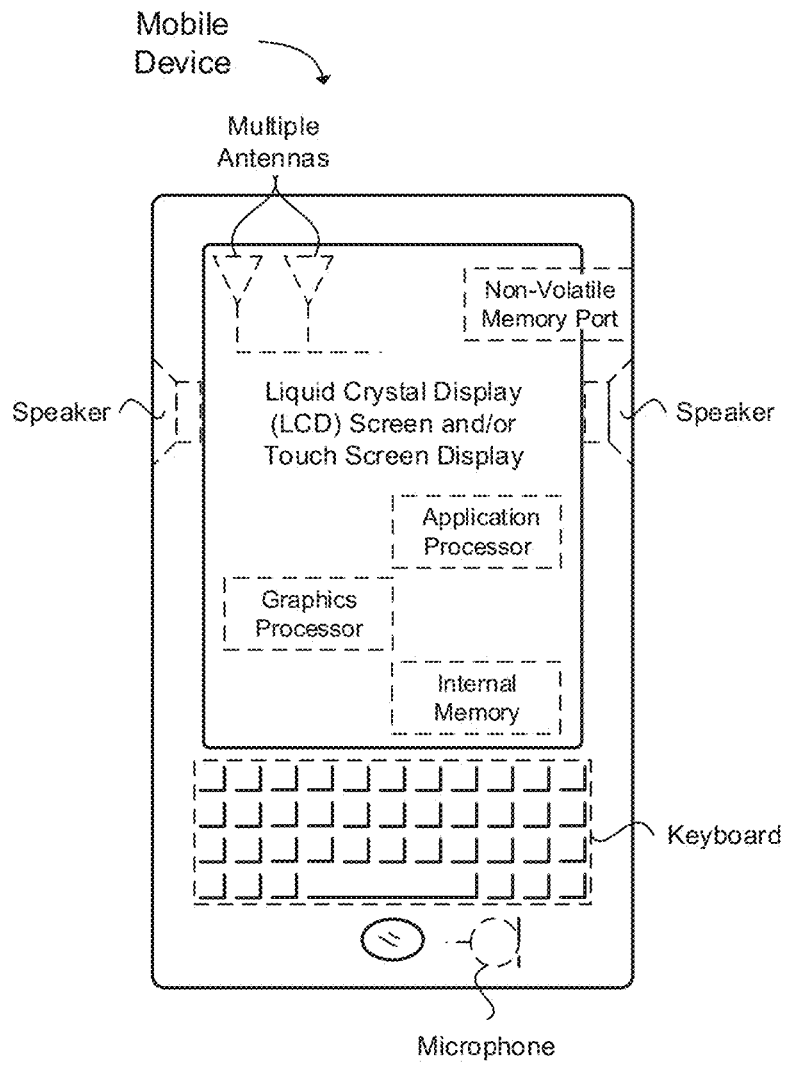 Mobile
Device
Multiple
Antennas
Non-Volatile
Memory Port
Speaker
Liquid Crystal Display
(LCD) Screen and/or
Touch Screen Display
Speaker
Application
Processor
Graphics
Processor
Internal
Memory
Keyboard
Microphone